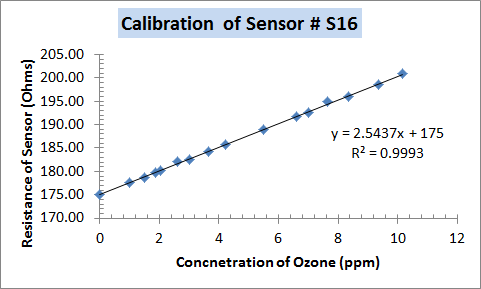 Calibration of Sensor # S16
Resistance of Sensor (Ohms)
205.00
200.00
195.00
190.00
185.00
180.00
175.00
170.00
y = 2.5437x + 175
R² = 0.9993
0 2 4 6 8 10 12
Concnetration of Ozone (ppm)